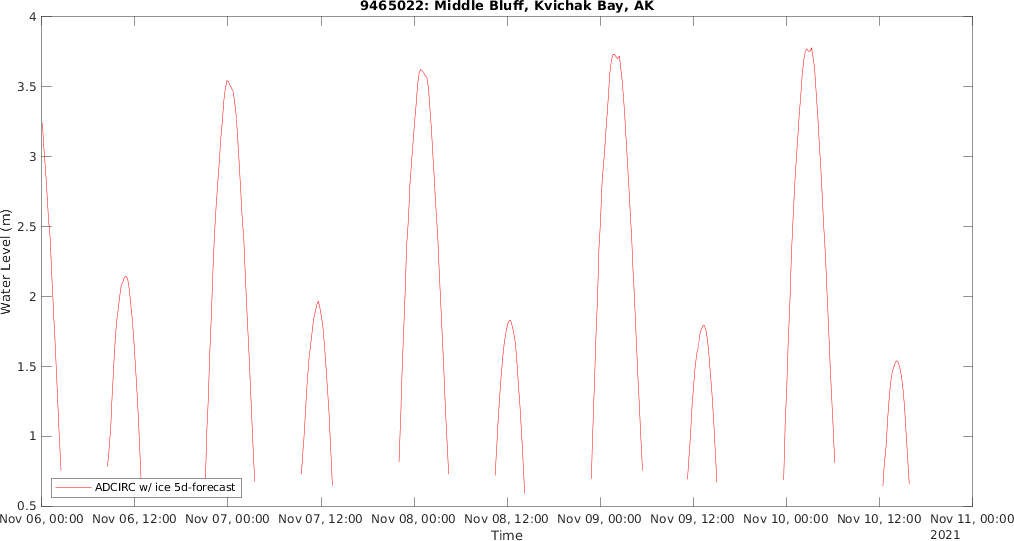 9465022: Middle Bluff, Kvichak Bay, AK
4
3.5
3
2.5
2
1.5
1
0.5
Water Level (m)
ADCIRC w/ ice 5d-forecast
Nov 06, 00:00 Nov 06, 12:00 Nov 07, 00:00 Nov 07, 12:00 Nov 08, 00:00 Nov 08, 12:00 Nov 09, 00:00 Nov 09, 12:00 Nov 10, 00:00 Nov 10, 12:00 Nov 11, 00:00
Time
2021